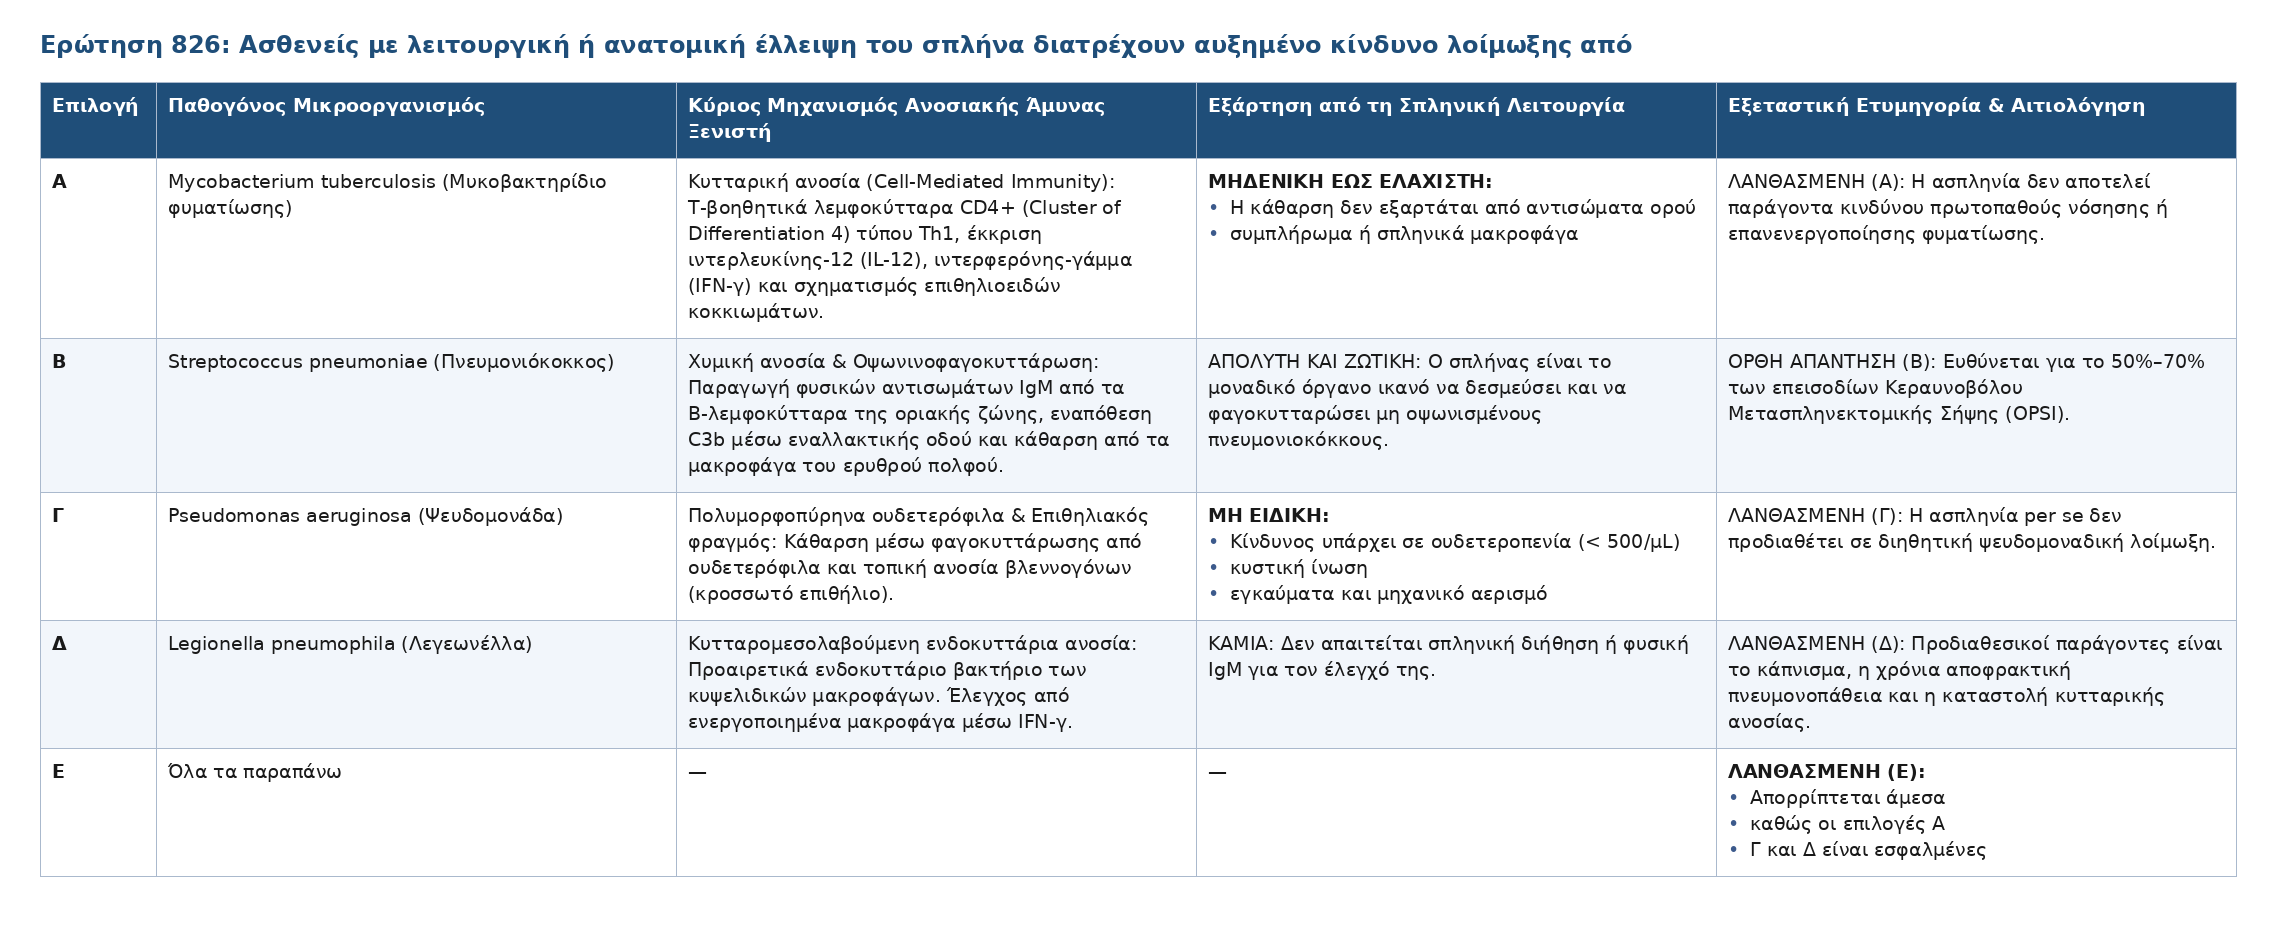 Ερώτηση 826: Ασθενείς με λειτουργική ή ανατομική έλλειψη του σπλήνα διατρέχουν αυξημένο κίνδυνο λοίμωξης από
Επιλογή
Παθογόνος Μικροοργανισμός
Κύριος Μηχανισμός Ανοσιακής Άμυνας
Ξενιστή
Εξάρτηση από τη Σπληνική Λειτουργία
Εξεταστική Ετυμηγορία & Αιτιολόγηση
Α
Mycobacterium tuberculosis (Μυκοβακτηρίδιο
φυματίωσης)
Κυτταρική ανοσία (Cell-Mediated Immunity):
Τ-βοηθητικά λεμφοκύτταρα CD4+ (Cluster of
Differentiation 4) τύπου Th1, έκκριση
ιντερλευκίνης-12 (IL-12), ιντερφερόνης-γάμμα
(IFN-γ) και σχηματισμός επιθηλιοειδών
κοκκιωμάτων.
ΜΗΔΕΝΙΚΗ ΕΩΣ ΕΛΑΧΙΣΤΗ:
• Η κάθαρση δεν εξαρτάται από αντισώματα ορού
• συμπλήρωμα ή σπληνικά μακροφάγα
ΛΑΝΘΑΣΜΕΝΗ (Α): Η ασπληνία δεν αποτελεί
παράγοντα κινδύνου πρωτοπαθούς νόσησης ή
επανενεργοποίησης φυματίωσης.
Β
Streptococcus pneumoniae (Πνευμονιόκοκκος)
Χυμική ανοσία & Οψωνινοφαγοκυττάρωση:
Παραγωγή φυσικών αντισωμάτων IgM από τα
Β-λεμφοκύτταρα της οριακής ζώνης, εναπόθεση
C3b μέσω εναλλακτικής οδού και κάθαρση από τα
μακροφάγα του ερυθρού πολφού.
ΑΠΟΛΥΤΗ ΚΑΙ ΖΩΤΙΚΗ: Ο σπλήνας είναι το
μοναδικό όργανο ικανό να δεσμεύσει και να
φαγοκυτταρώσει μη οψωνισμένους
πνευμονιοκόκκους.
ΟΡΘΗ ΑΠΑΝΤΗΣΗ (Β): Ευθύνεται για το 50%–70%
των επεισοδίων Κεραυνοβόλου
Μετασπληνεκτομικής Σήψης (OPSI).
Γ
Pseudomonas aeruginosa (Ψευδομονάδα)
Πολυμορφοπύρηνα ουδετερόφιλα & Επιθηλιακός
φραγμός: Κάθαρση μέσω φαγοκυττάρωσης από
ουδετερόφιλα και τοπική ανοσία βλεννογόνων
(κροσσωτό επιθήλιο).
ΜΗ ΕΙΔΙΚΗ:
• Κίνδυνος υπάρχει σε ουδετεροπενία (< 500/μL)
• κυστική ίνωση
• εγκαύματα και μηχανικό αερισμό
ΛΑΝΘΑΣΜΕΝΗ (Γ): Η ασπληνία per se δεν
προδιαθέτει σε διηθητική ψευδομοναδική λοίμωξη.
Δ
Legionella pneumophila (Λεγεωνέλλα)
Κυτταρομεσολαβούμενη ενδοκυττάρια ανοσία:
Προαιρετικά ενδοκυττάριο βακτήριο των
κυψελιδικών μακροφάγων. Έλεγχος από
ενεργοποιημένα μακροφάγα μέσω IFN-γ.
ΚΑΜΙΑ: Δεν απαιτείται σπληνική διήθηση ή φυσική
IgM για τον έλεγχό της.
ΛΑΝΘΑΣΜΕΝΗ (Δ): Προδιαθεσικοί παράγοντες είναι
το κάπνισμα, η χρόνια αποφρακτική
πνευμονοπάθεια και η καταστολή κυτταρικής
ανοσίας.
Ε
Όλα τα παραπάνω
—
—
ΛΑΝΘΑΣΜΕΝΗ (Ε):
• Απορρίπτεται άμεσα
• καθώς οι επιλογές Α
• Γ και Δ είναι εσφαλμένες